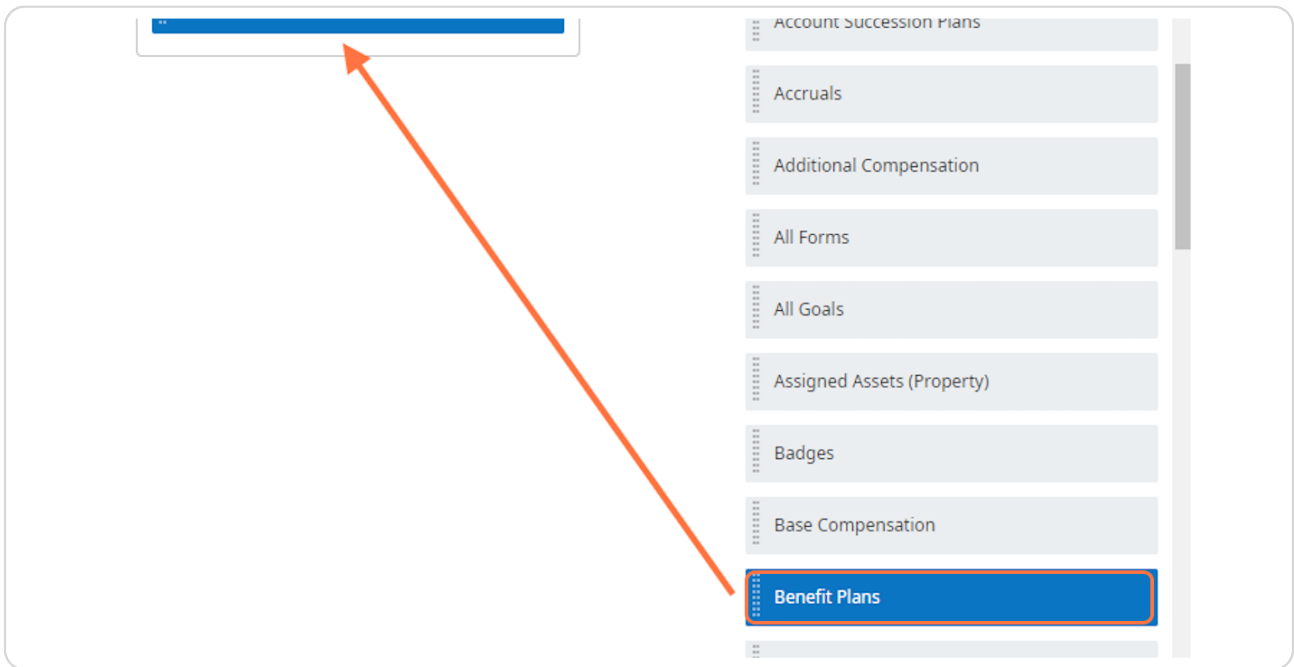 Account Succession Plans
Accruals
Additional Compensation
All Forms
All Goals
Assigned Assets (Property)
Badges
Base Compensation
Benefit Plans